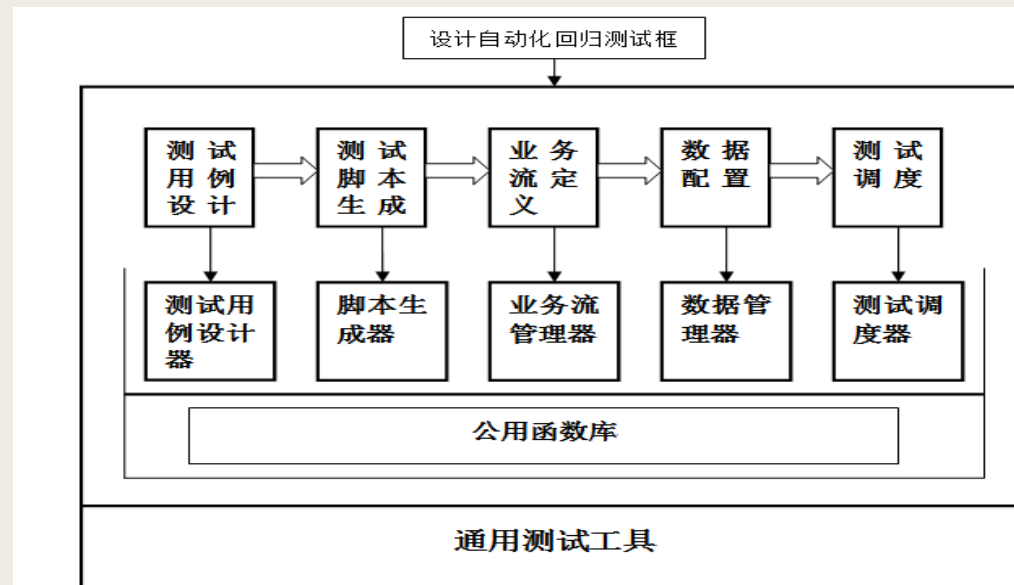 设计自动化回归测试框
测试
用例
设计
测试
脚本
生成
业务
流定
义
数据
配置
测试
调度
测试用
例设计
器
脚本生
成器
业务流
管理器
数据管
理器
测试调
度器
公用函数库
通用测试工具